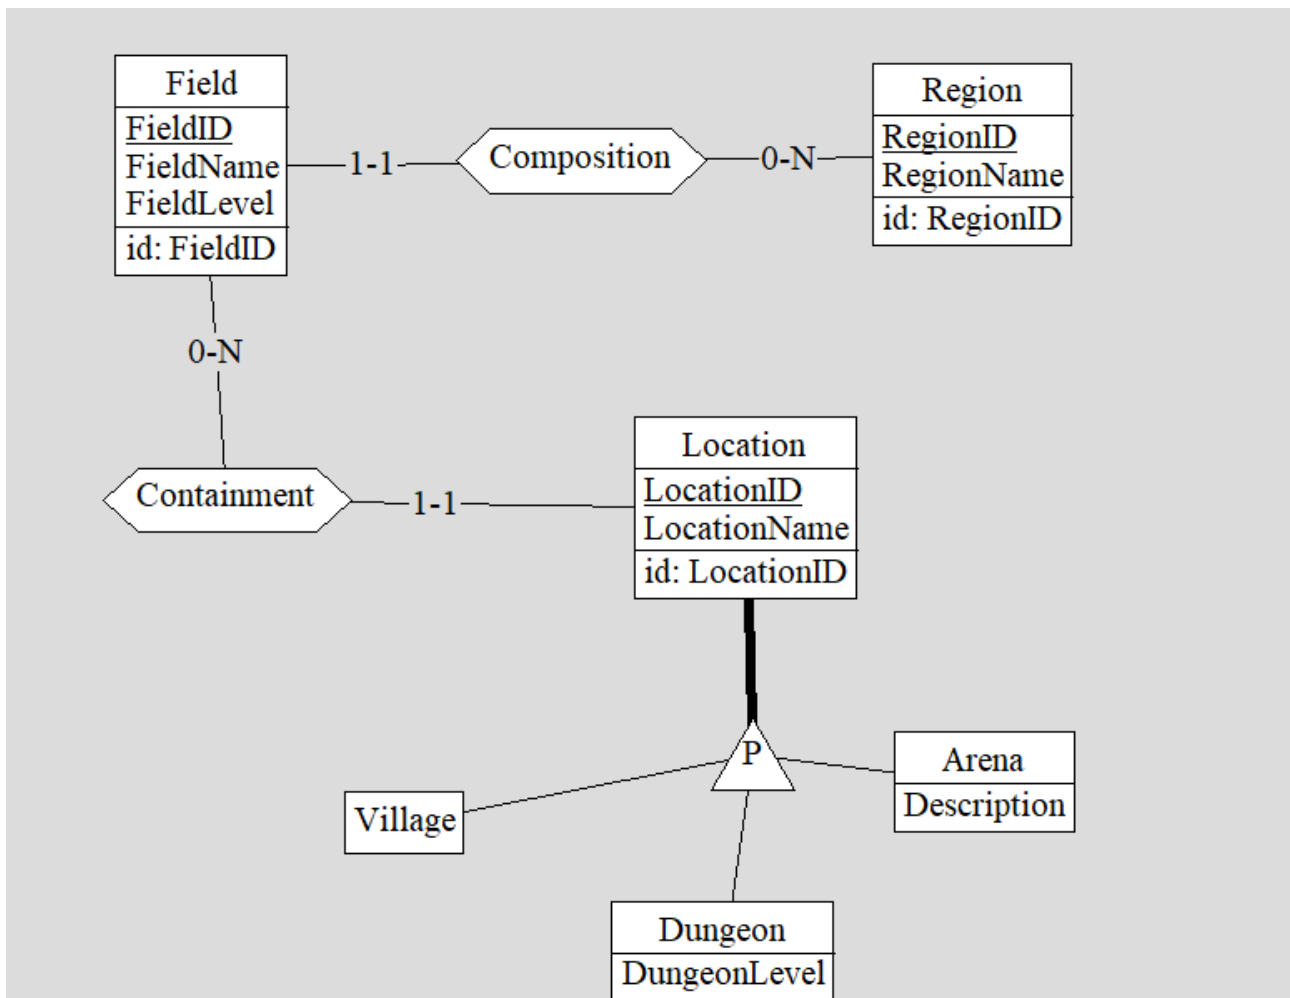 Field
FieldID
FieldName
FieldLevel
id: FieldID
1-1
Composition
0-N
Region
RegionID
RegionName
id: RegionID
0-N
Containment
1-1
Location
LocationID
LocationName
id: LocationID
P
Village
Arena
Description
Dungeon
DungeonLevel